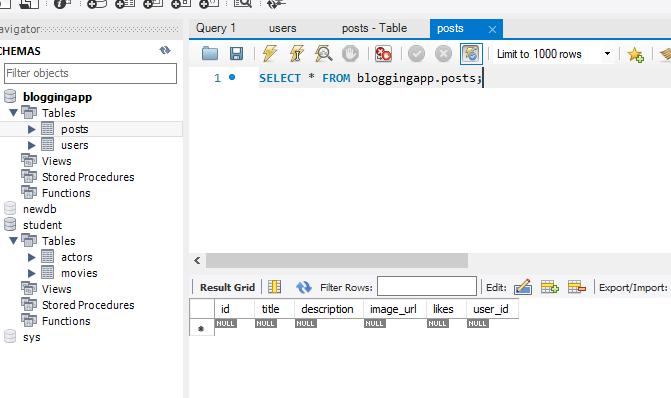 avigator
CHEMAS
Filter objects
bloggingapp
Tables
posts
users
Views
Stored Procedures
Functions
newdb
student
Tables
actors
movies
Views
Stored Procedures
Functions
sys
Query 1 users posts - Table posts
Limit to 1000 rows
1 SELECT * FROM bloggingapp.posts;
Result Grid Filter Rows: Edit: Export/Import:
id title description image_url likes user_id
NULL NULL NULL NULL NULL NULL